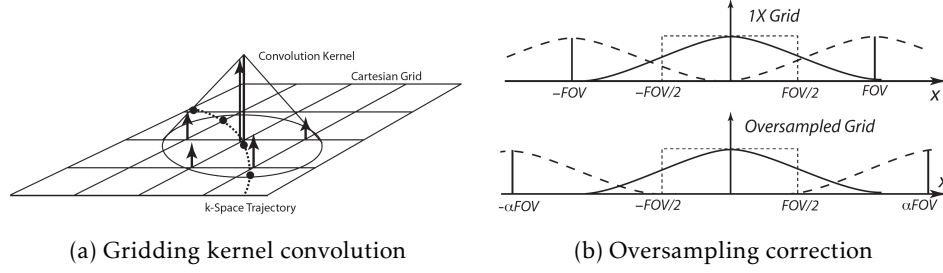 Convolution Kernel
Cartesian Grid
k-Space Trajectory
(a) Gridding kernel convolution
1X Grid
−FOV
−FOV/2
FOV/2
FOV
x
Oversampled Grid
x
-αFOV
−FOV/2
FOV/2
αFOV
(b) Oversampling correction